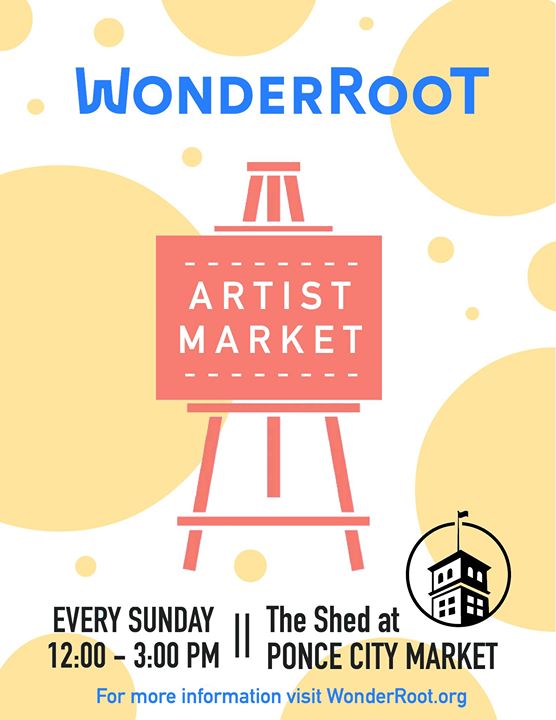 WONDERROOT
ARTIST
MARKET
EVERY SUNDAY
12:00 - 3:00 PM
||
The Shed at
PONCE CITY MARKET
For more information visit WonderRoot.org